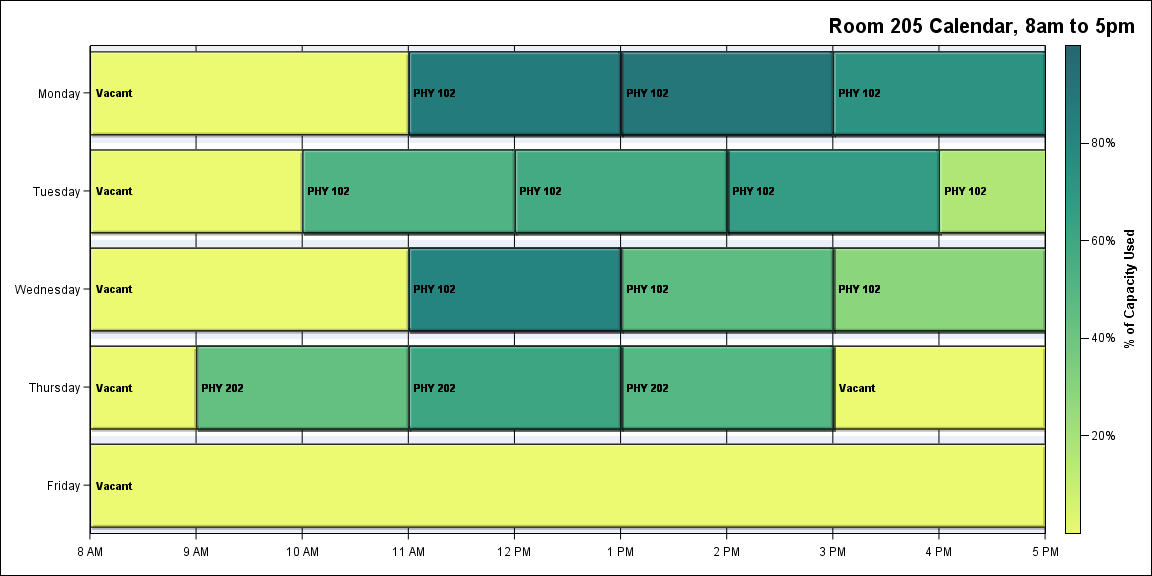 Room 205 Calendar, 8am to 5pm
Monday
Vacant
PHY 102
PHY 102
PHY 102
Tuesday
Vacant
PHY 102
PHY 102
PHY 102
PHY 102
Wednesday
Vacant
PHY 102
PHY 102
PHY 102
Thursday
Vacant
PHY 202
PHY 202
PHY 202
Vacant
Friday
Vacant
8 AM
9 AM
10 AM
11 AM
12 PM
1 PM
2 PM
3 PM
4 PM
5 PM
80%
60%
40%
20%
% of Capacity Used